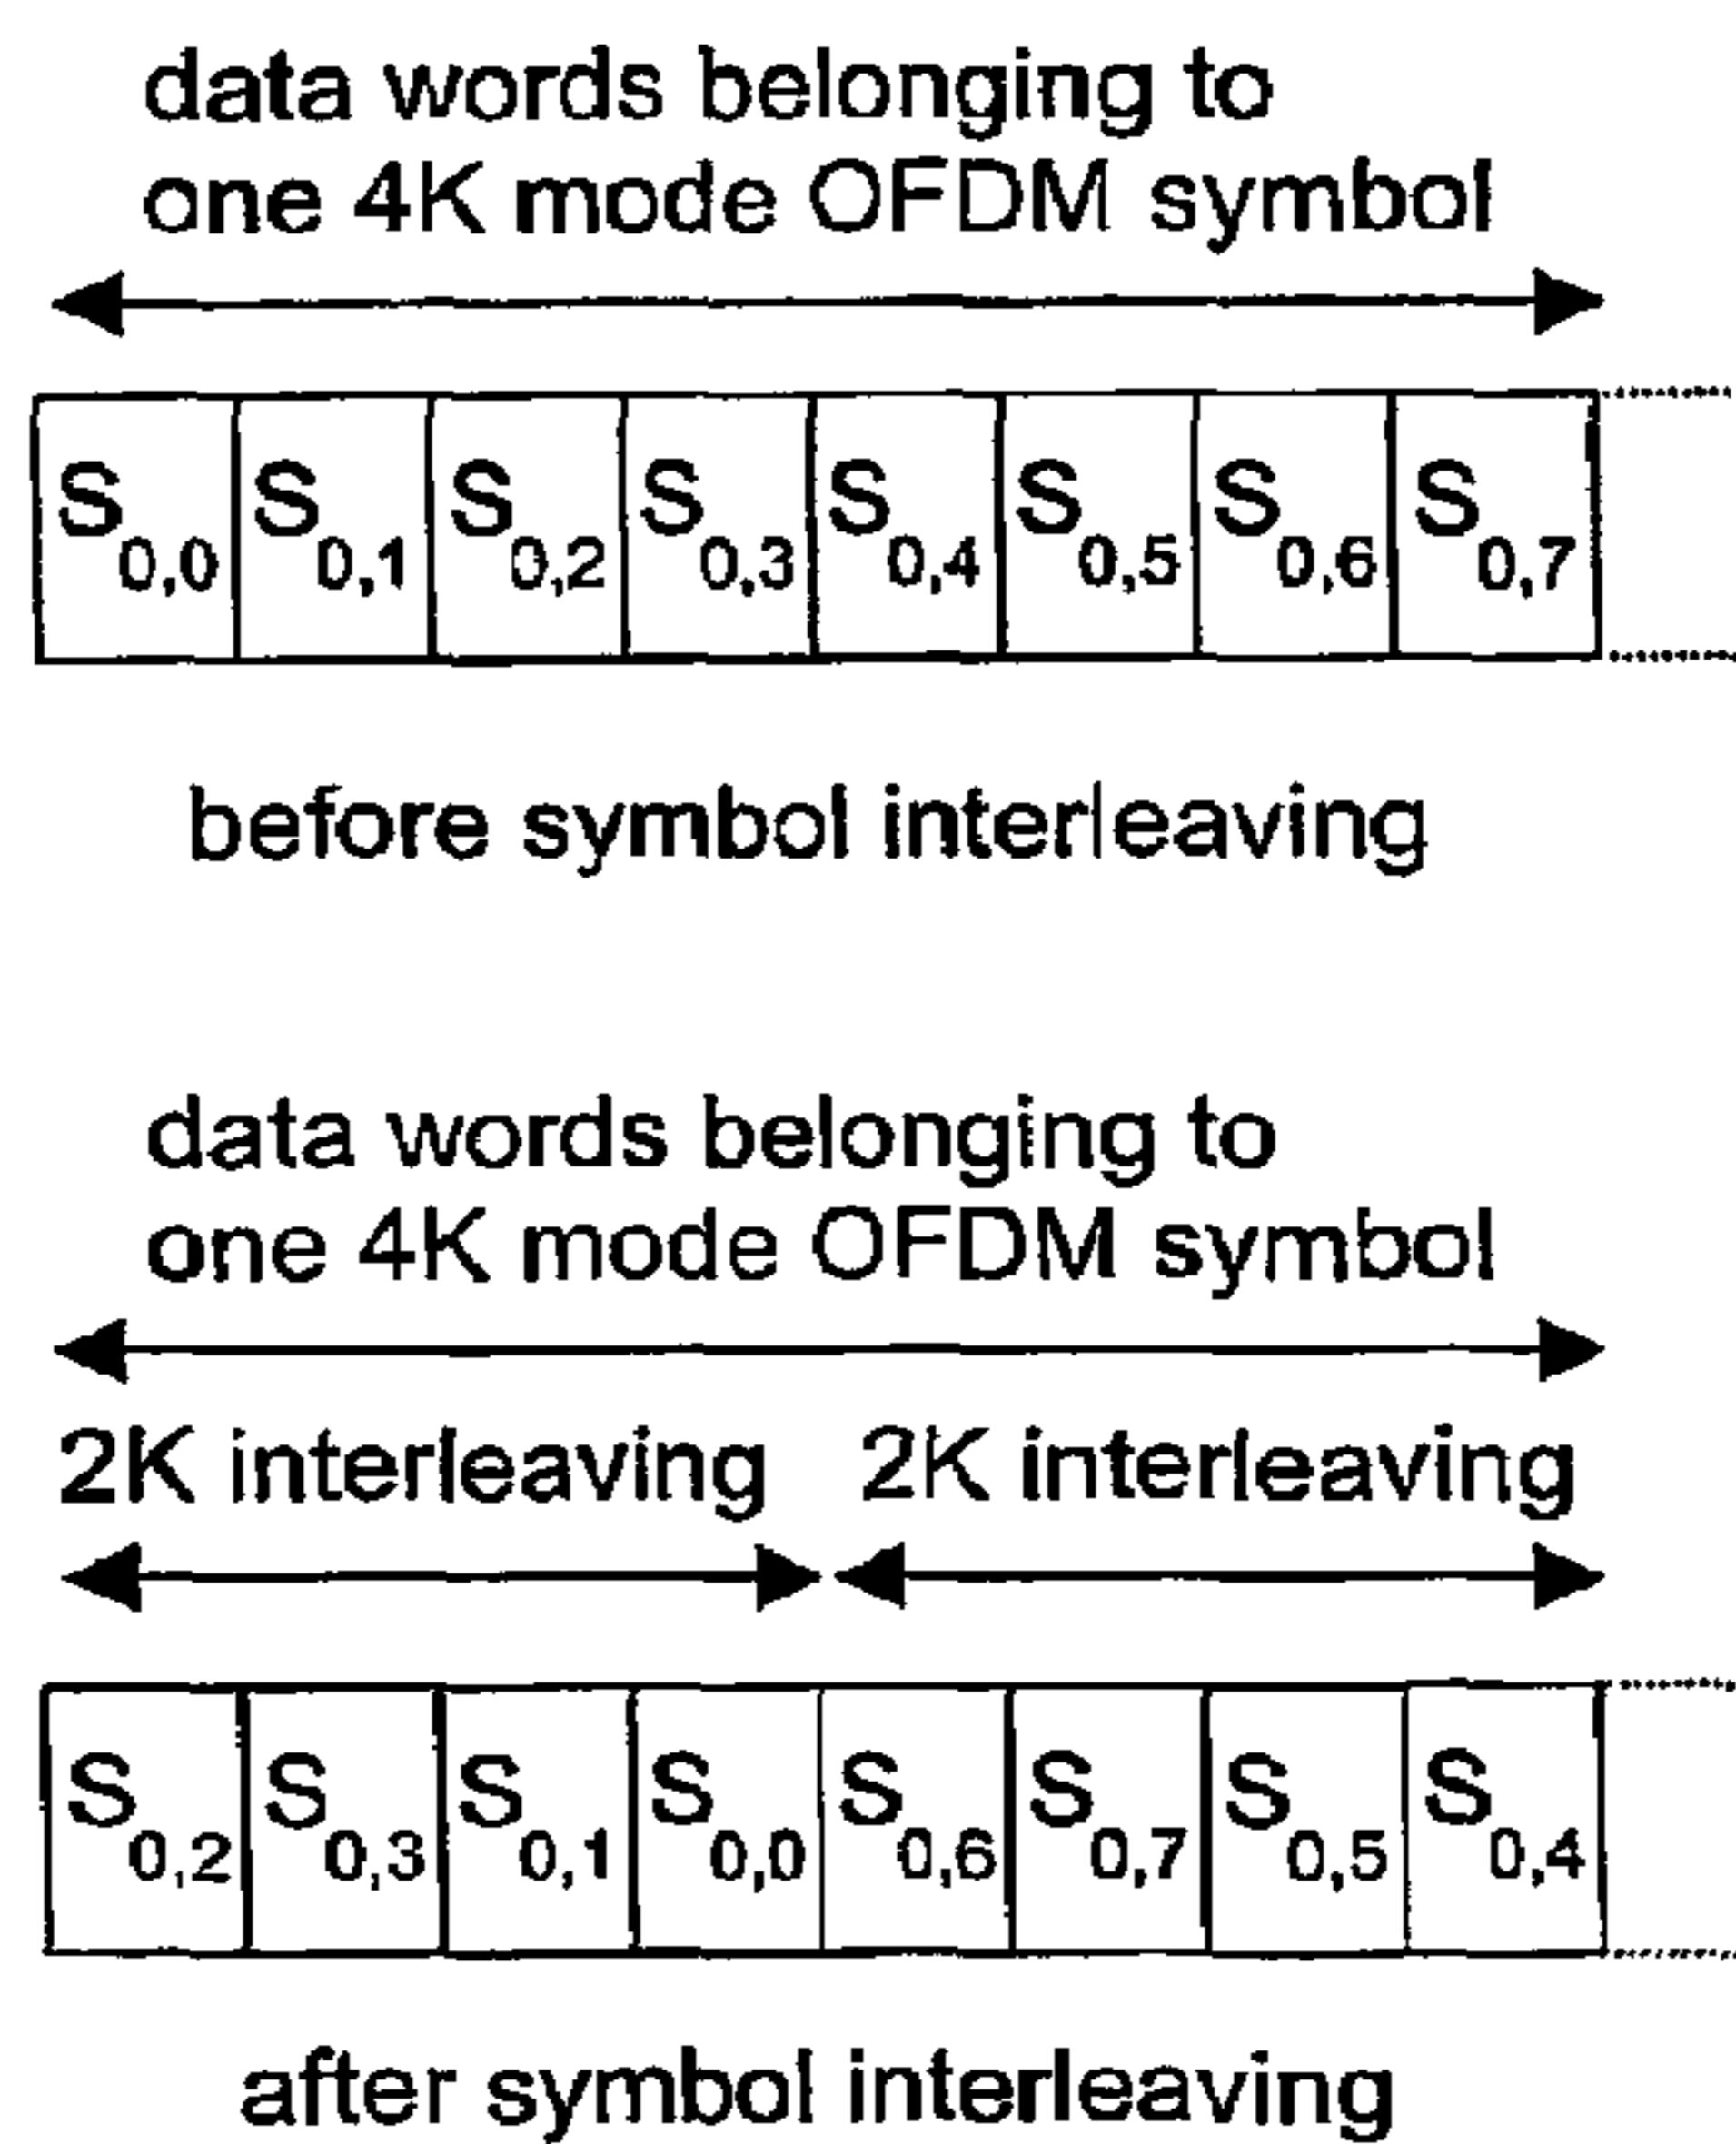 data words belonging to
one 4K mode OFDM symbol
S0,0 S0,1 S0,2 S0,3 S0,4 S0,5 S0,6 S0,7
before symbol interleaving
data words belonging to
one 4K mode OFDM symbol
2K interleaving 2K interleaving
S0,2 S0,3 S0,1 S0,0 S0,6 S0,7 S0,5 S0,4
after symbol interleaving